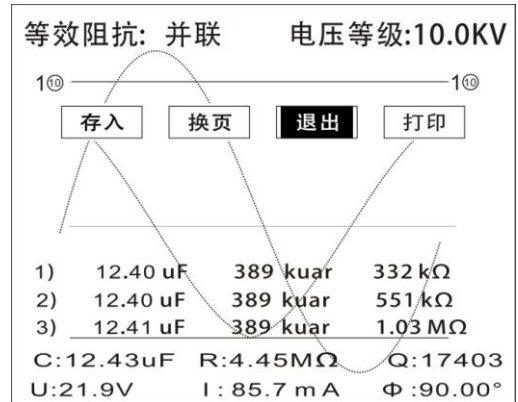 等效阻抗: 并联 电压等级:10.0KV
1⑩ 1⑩
存入 换页 退出 打印
1) 12.40 uF 389 kuar 332 kΩ
2) 12.40 uF 389 kuar 551 kΩ
3) 12.41 uF 389 kuar 1.03 MΩ
C:12.43uF R:4.45MΩ Q:17403
U:21.9V I:85.7 mA Φ:90.00°